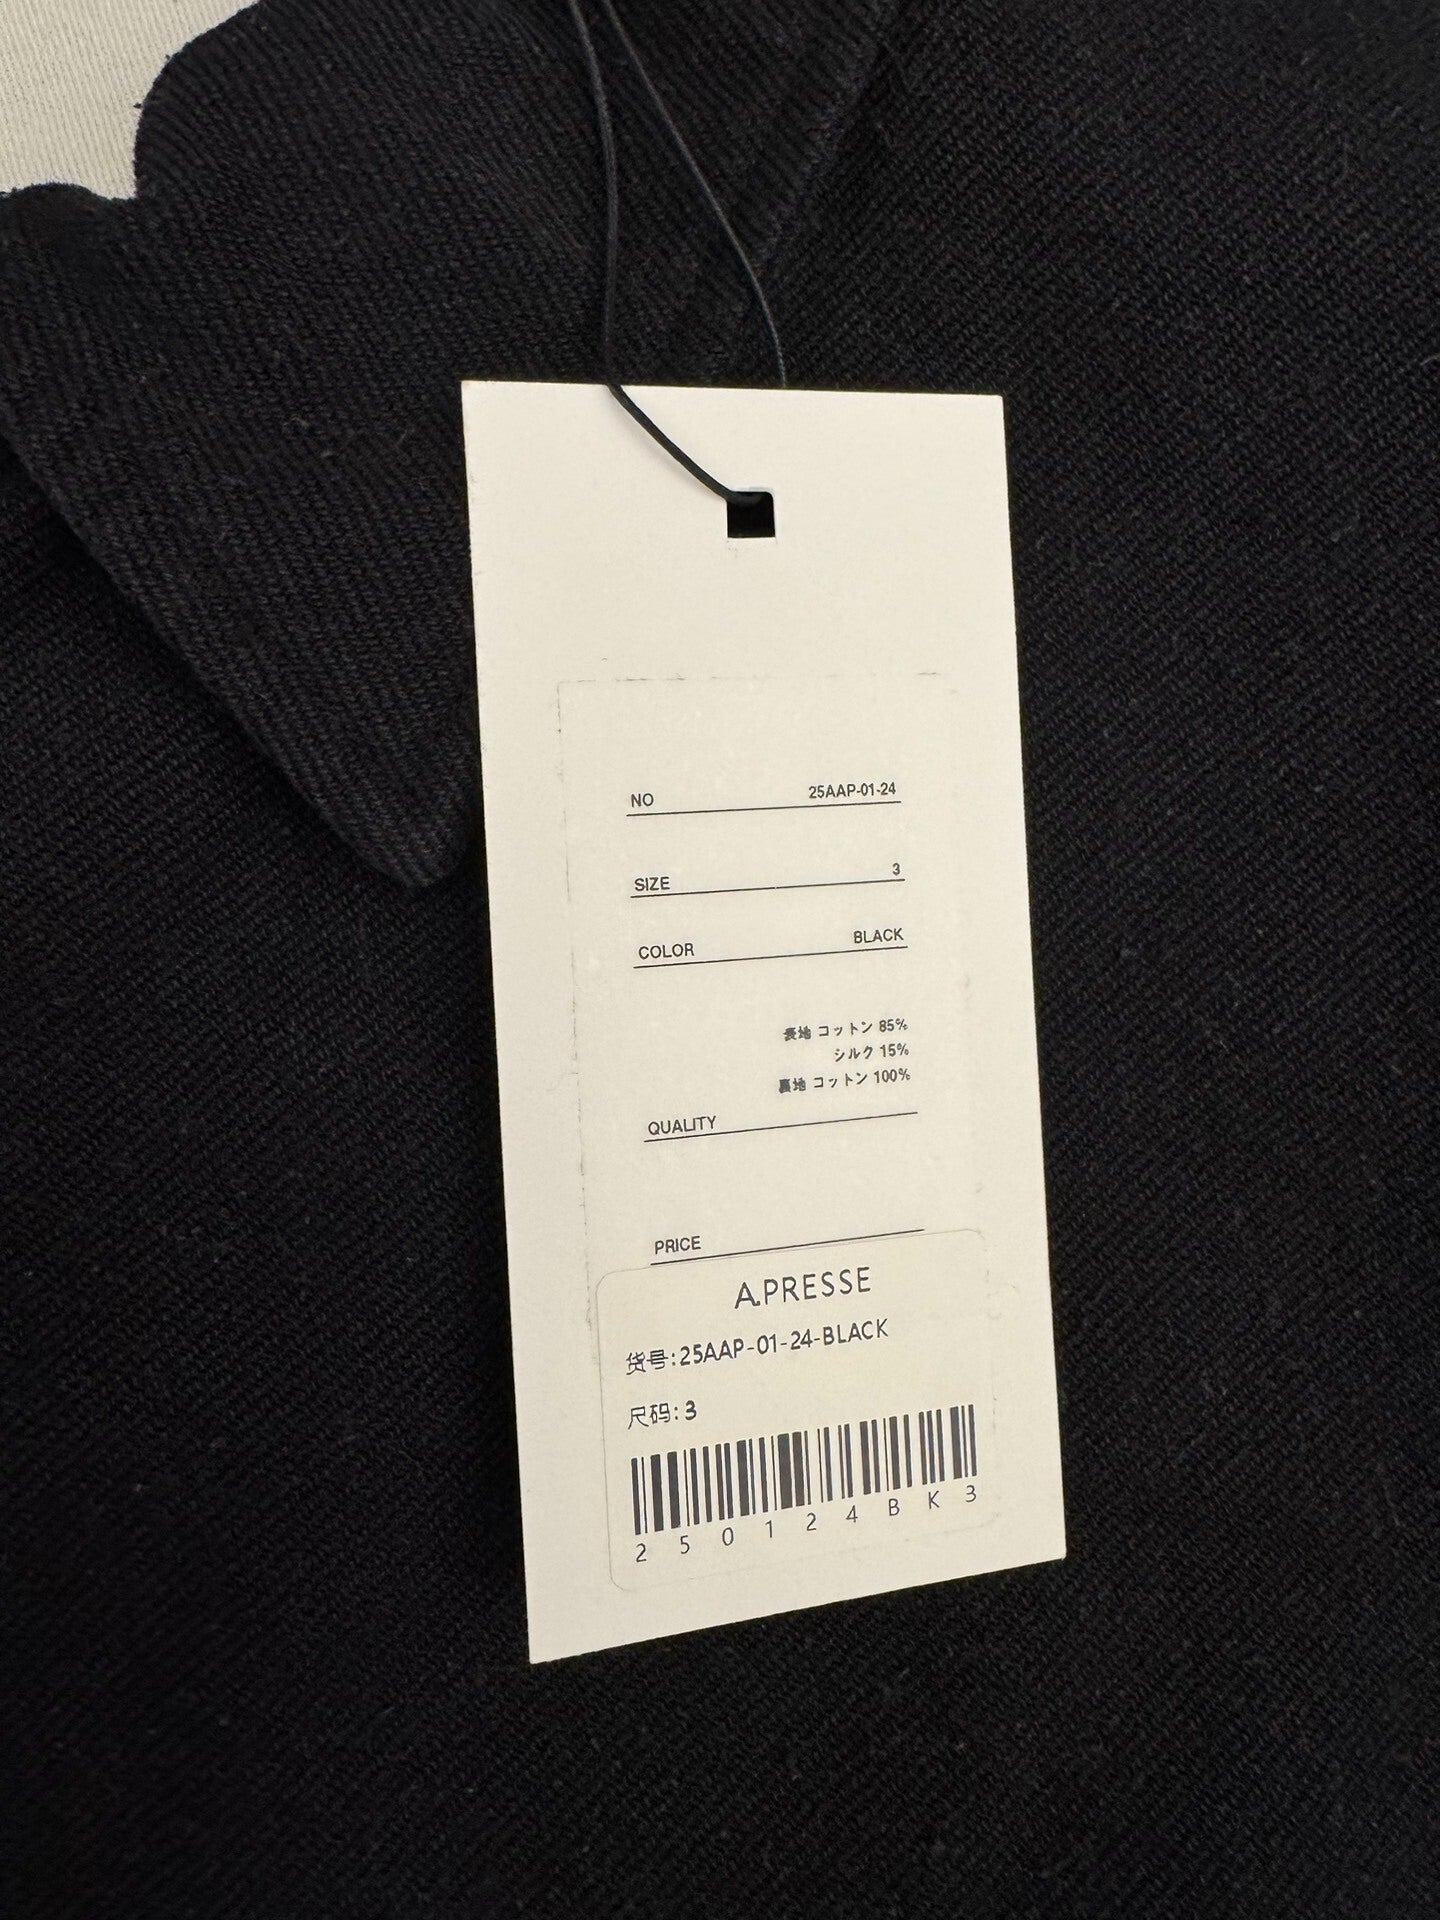 NO 25AAP-01-24
SIZE 3
COLOR BLACK
表地 コットン 85%
シルク 15%
裏地 コットン 100%
QUALITY
PRICE
A.PRESSE
货号:25AAP-01-24-BLACK
尺码:3
250124BK3